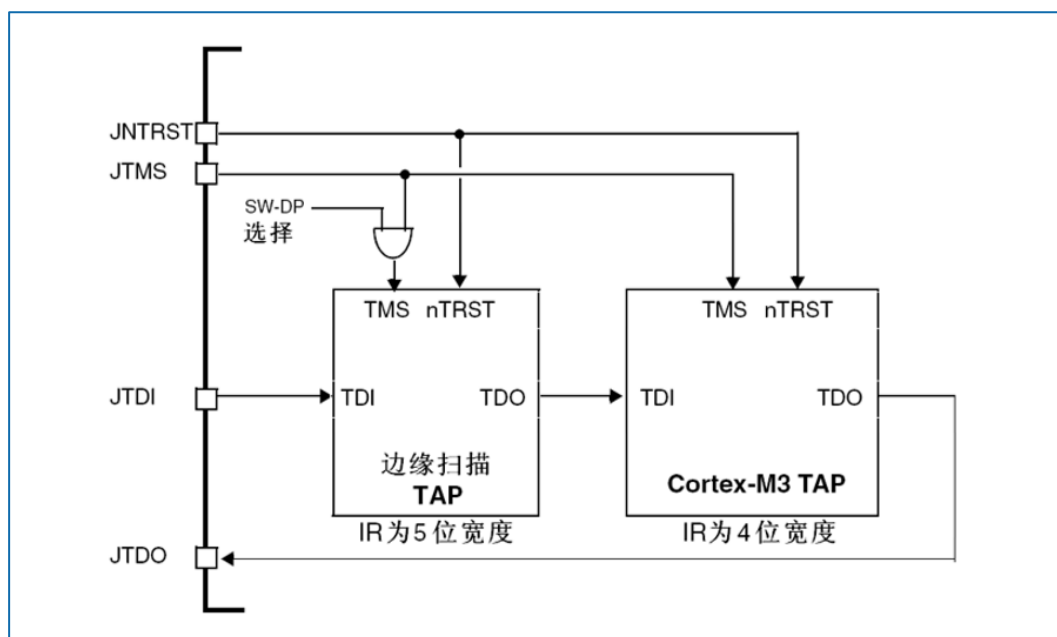 JNTRST
JTMS
SW-DP
选择
TMS nTRST
TMS nTRST
JTDI
TDI
TDO
TDI
TDO
边缘扫描
TAP
Cortex-M3 TAP
IR为5位宽度
IR为4位宽度
JTDO